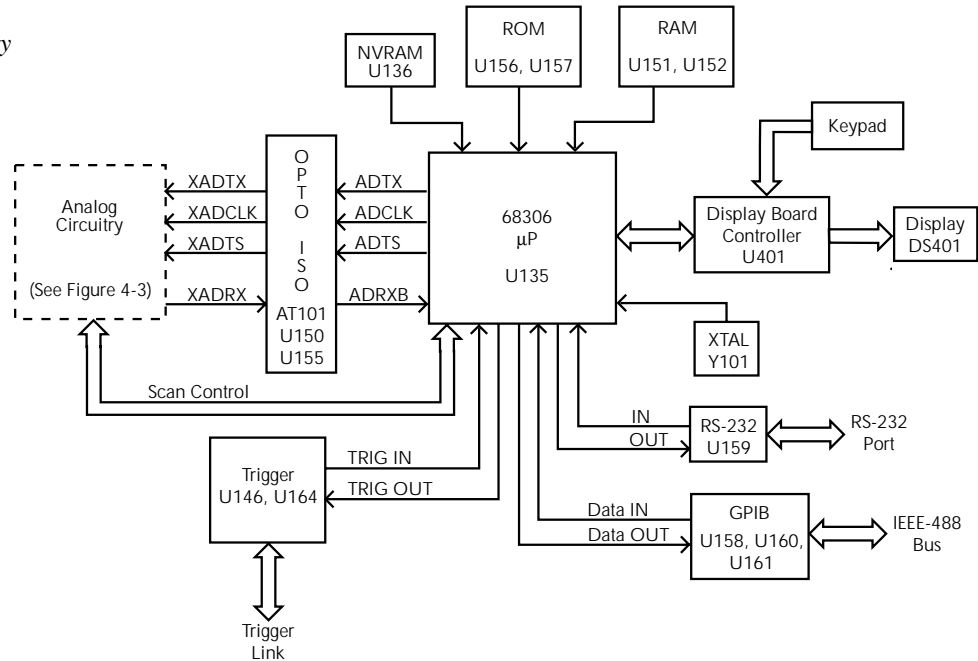 ROM
U156, U157
RAM
U151, U152
NVRAM
U136
Keypad
OPTO ISO
AT101
U150
U155
XADTX
XADCLK
XADTS
XADRX
ADTX
ADCLK
ADTS
ADRXB
Analog
Circuitry
(See Figure 4-3)
68306
µP
U135
Display Board
Controller
U401
Display
DS401
XTAL
Y101
Scan Control
IN
OUT
RS-232
U159
RS-232
Port
Trigger
U146, U164
TRIG IN
TRIG OUT
Data IN
Data OUT
GPIB
U158, U160,
U161
IEEE-488
Bus
Trigger
Link